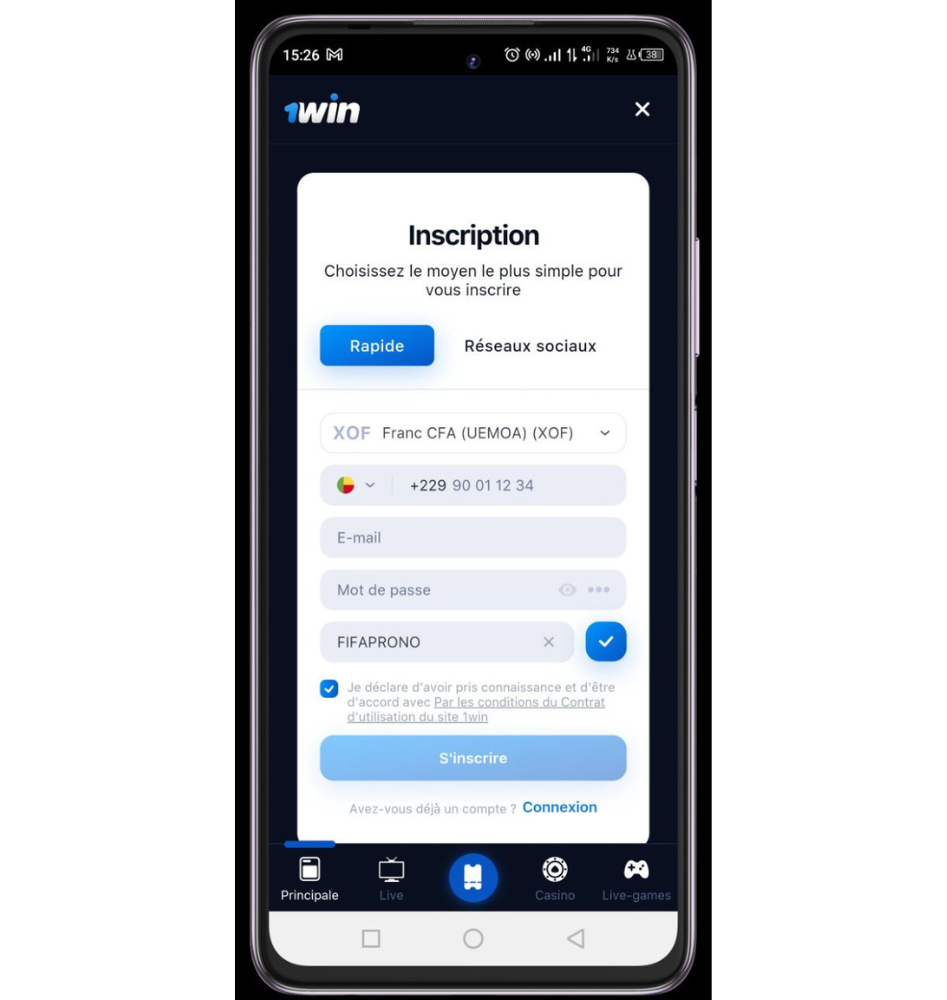 15:26
4G
734
K/s
38
1win
Inscription
Choisissez le moyen le plus simple pour
vous inscrire
Rapide
Réseaux sociaux
XOF Franc CFA (UEMOA) (XOF)
+229 90 01 12 34
E-mail
Mot de passe
FIFAPRONO
Je déclare d'avoir pris connaissance et d'être
d'accord avec Par les conditions du Contrat
d'utilisation du site 1win
S'inscrire
Avez-vous déjà un compte ? Connexion
Principale
Live
Casino
Live-games